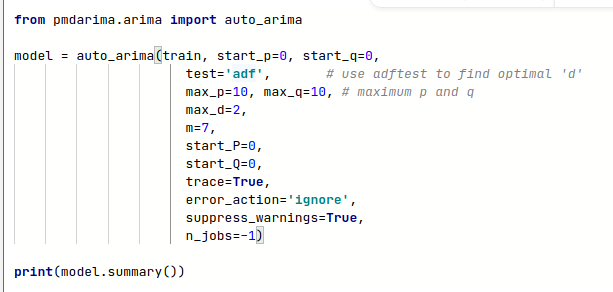 from pmdarima.arima import auto_arima
model = auto_arima(train, start_p=0, start_q=0,
test='adf',       # use adftest to find optimal 'd'
max_p=10, max_q=10, # maximum p and q
max_d=2,
m=7,
start_P=0,
start_Q=0,
trace=True,
error_action='ignore',
suppress_warnings=True,
n_jobs=-1)
print(model.summary())